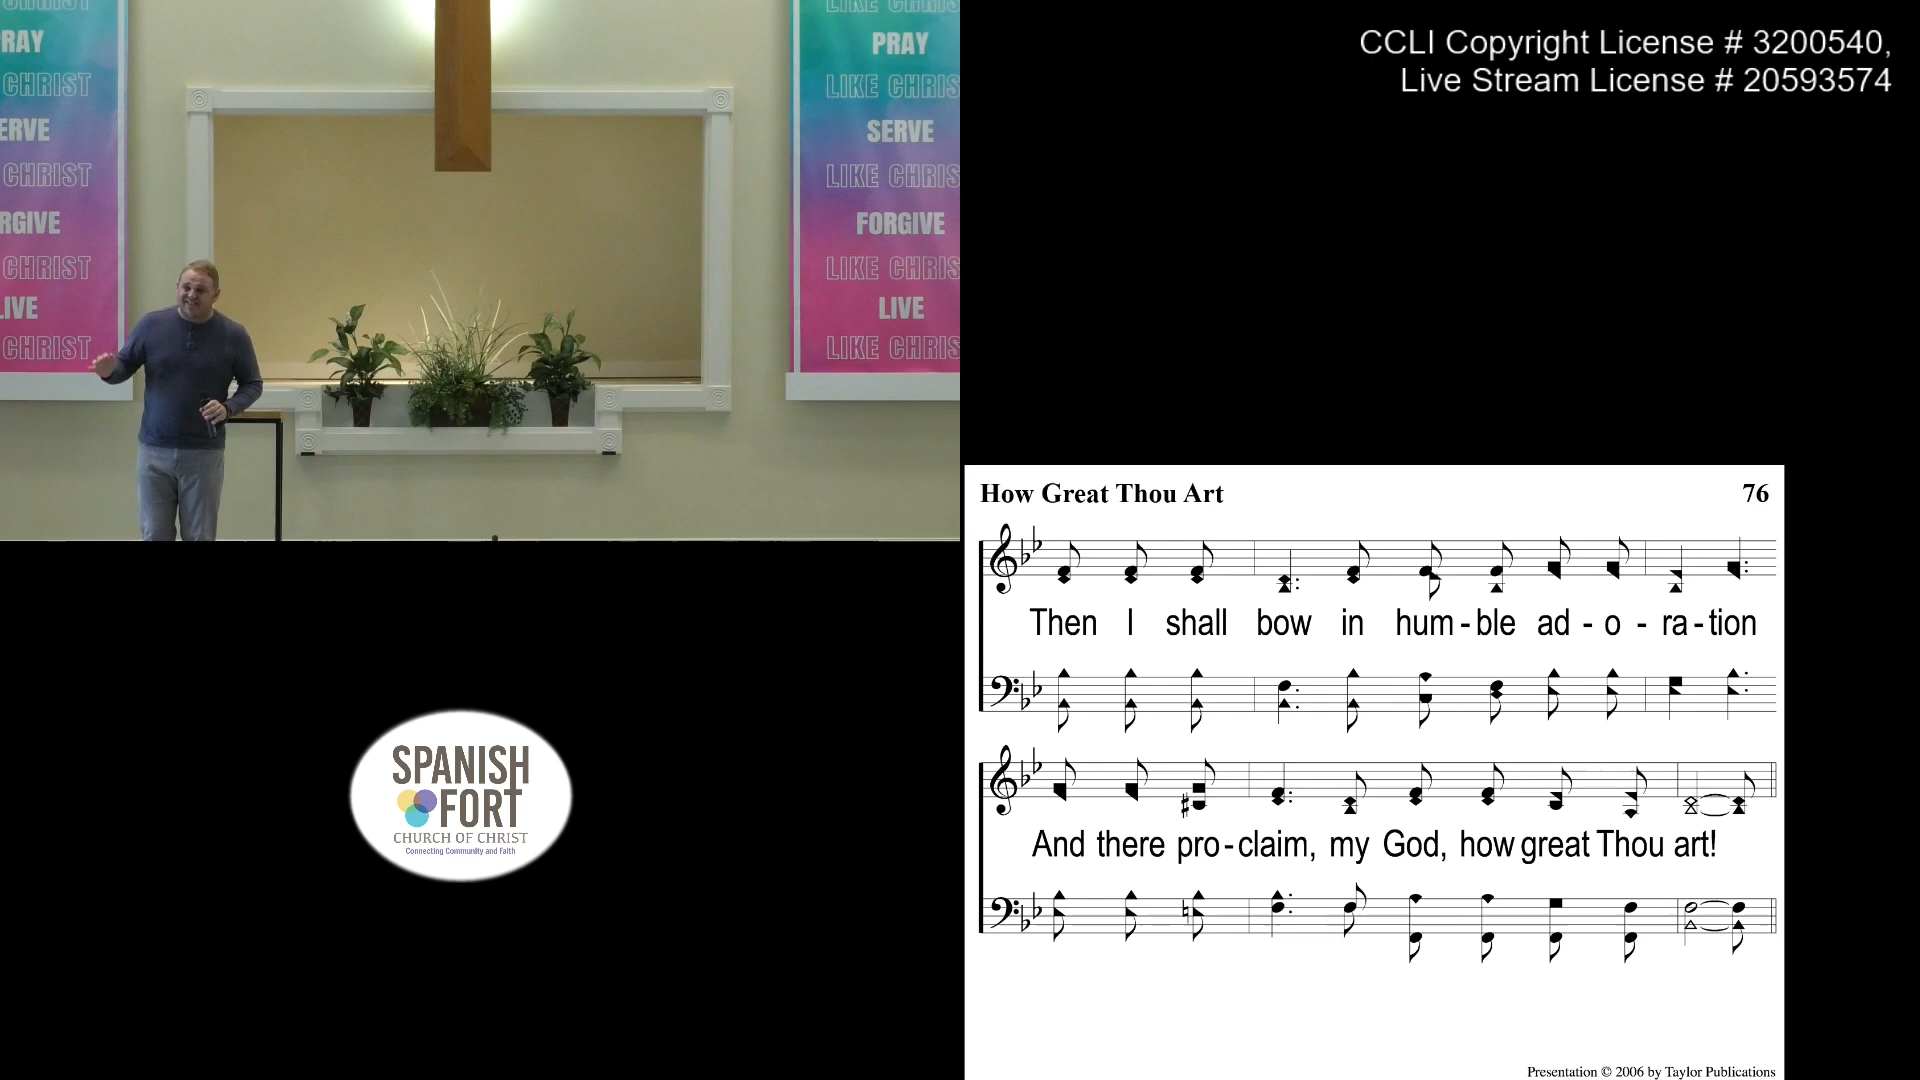 CHRIST
RAY
CHRIST
ERVE
CHRIST
RGIVE
CHRIST
LIVE
CHRIST
LIKE CHRIS
PRAY
LIKE CHRIS
SERVE
LIKE CHRIS
FORGIVE
LIKE CHRIS
LIVE
LIKE CHRIS
CCLI Copyright License # 3200540,
Live Stream License # 20593574
SPANISH
FORT
CHURCH OF CHRIST
Connecting Community and Faith
How Great Thou Art 76
Then I shall bow in hum-ble ad-o-ra-tion
And there pro-claim, my God, how great Thou art!
Presentation © 2006 by Taylor Publications